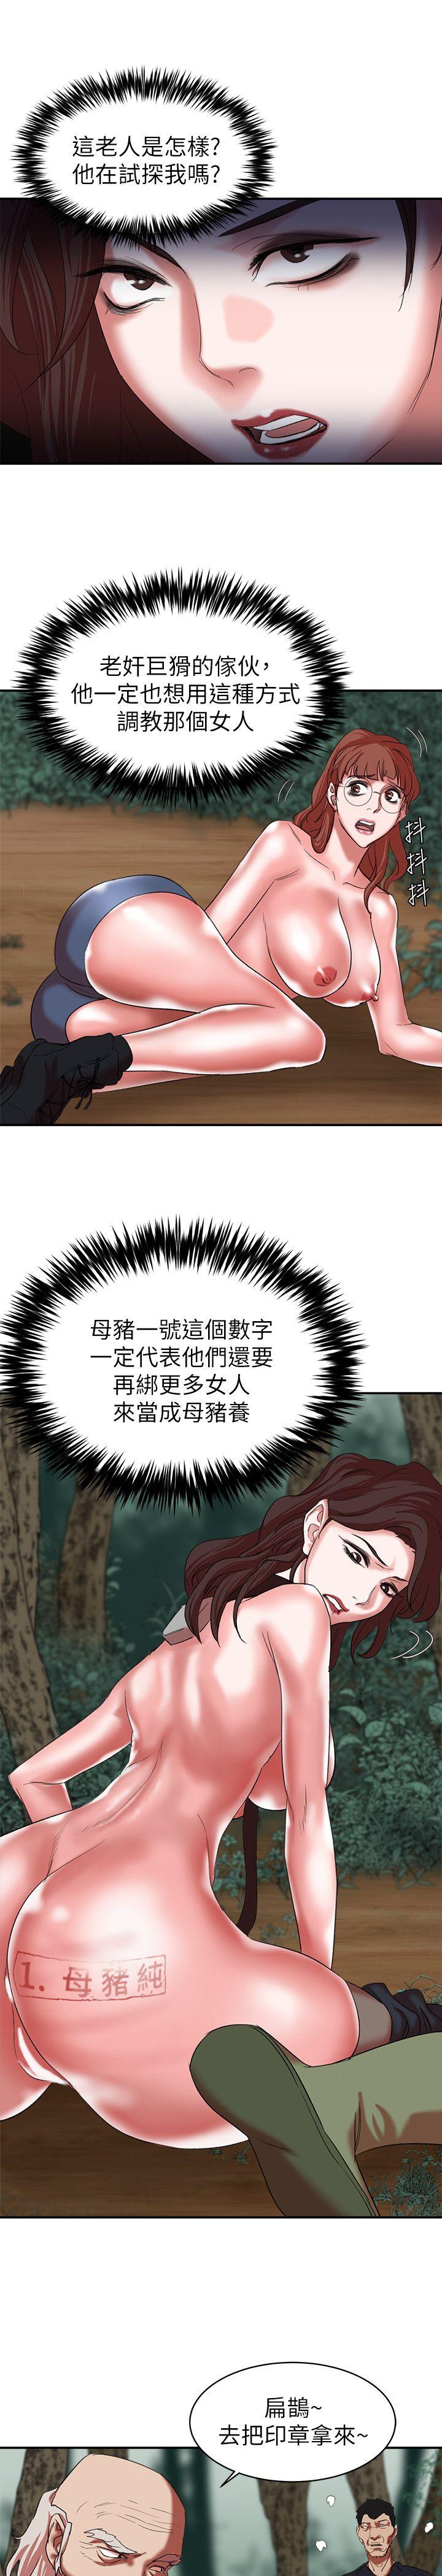 這老人是怎樣?
他在試探我嗎?
老奸巨猾的傢伙,
他一定也想用這種方式
調教那個女人
抖
抖
抖
母豬一號這個數字
一定代表他們還要
再綁更多女人
來當成母豬養
1. 母豬純
扁鵲~
去把印章拿來~